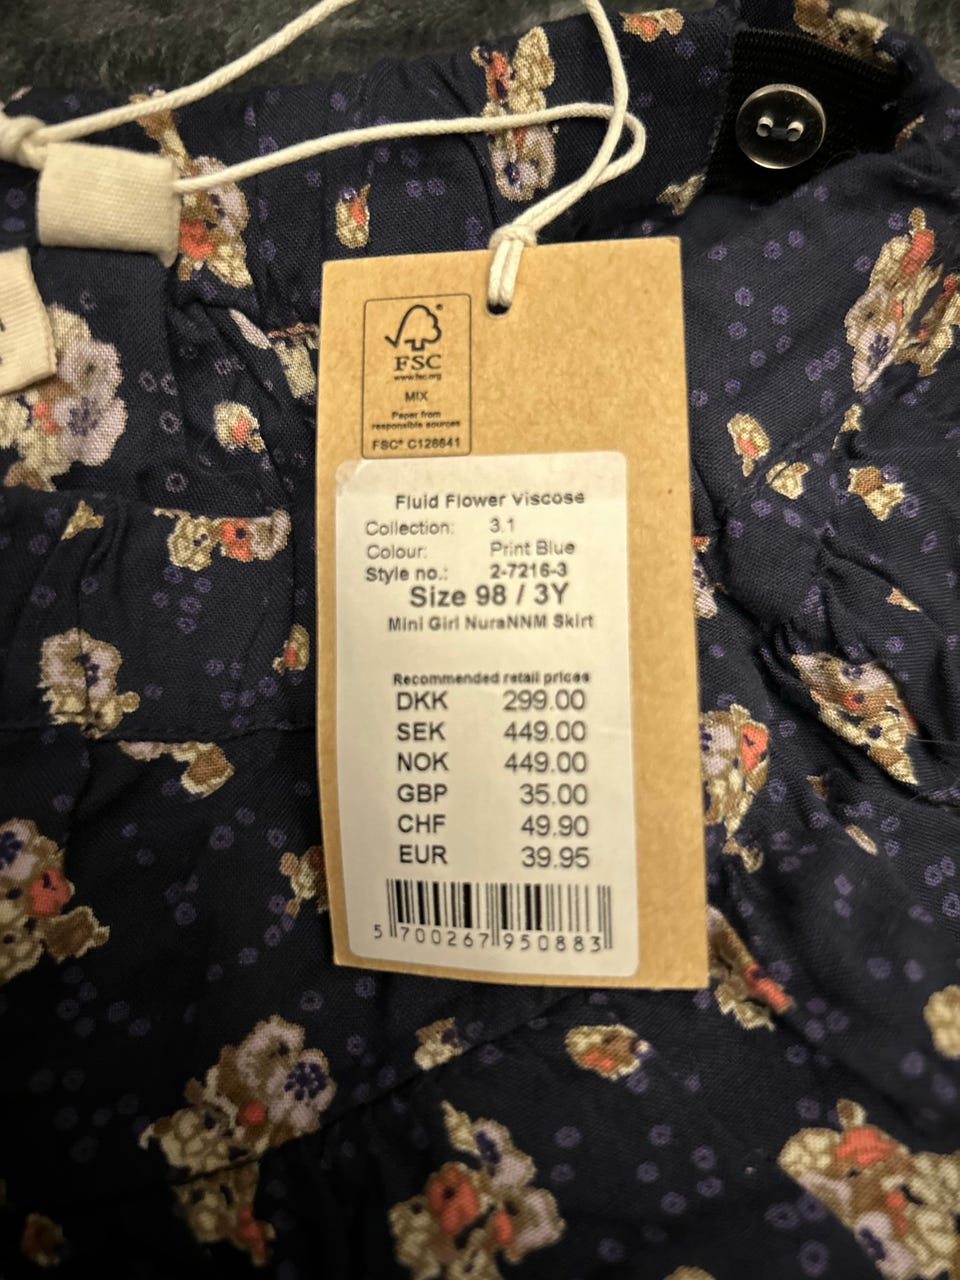 FSC
www.fsc.org
MIX
Paper from
responsible sources
FSC® C128641
Fluid Flower Viscose
Collection: 3.1
Colour: Print Blue
Style no.: 2-7216-3
Size 98 / 3Y
Mini Girl NuraNNM Skirt
Recommended retail prices
DKK 299.00
SEK 449.00
NOK 449.00
GBP 35.00
CHF 49.90
EUR 39.95
5 700267 950883